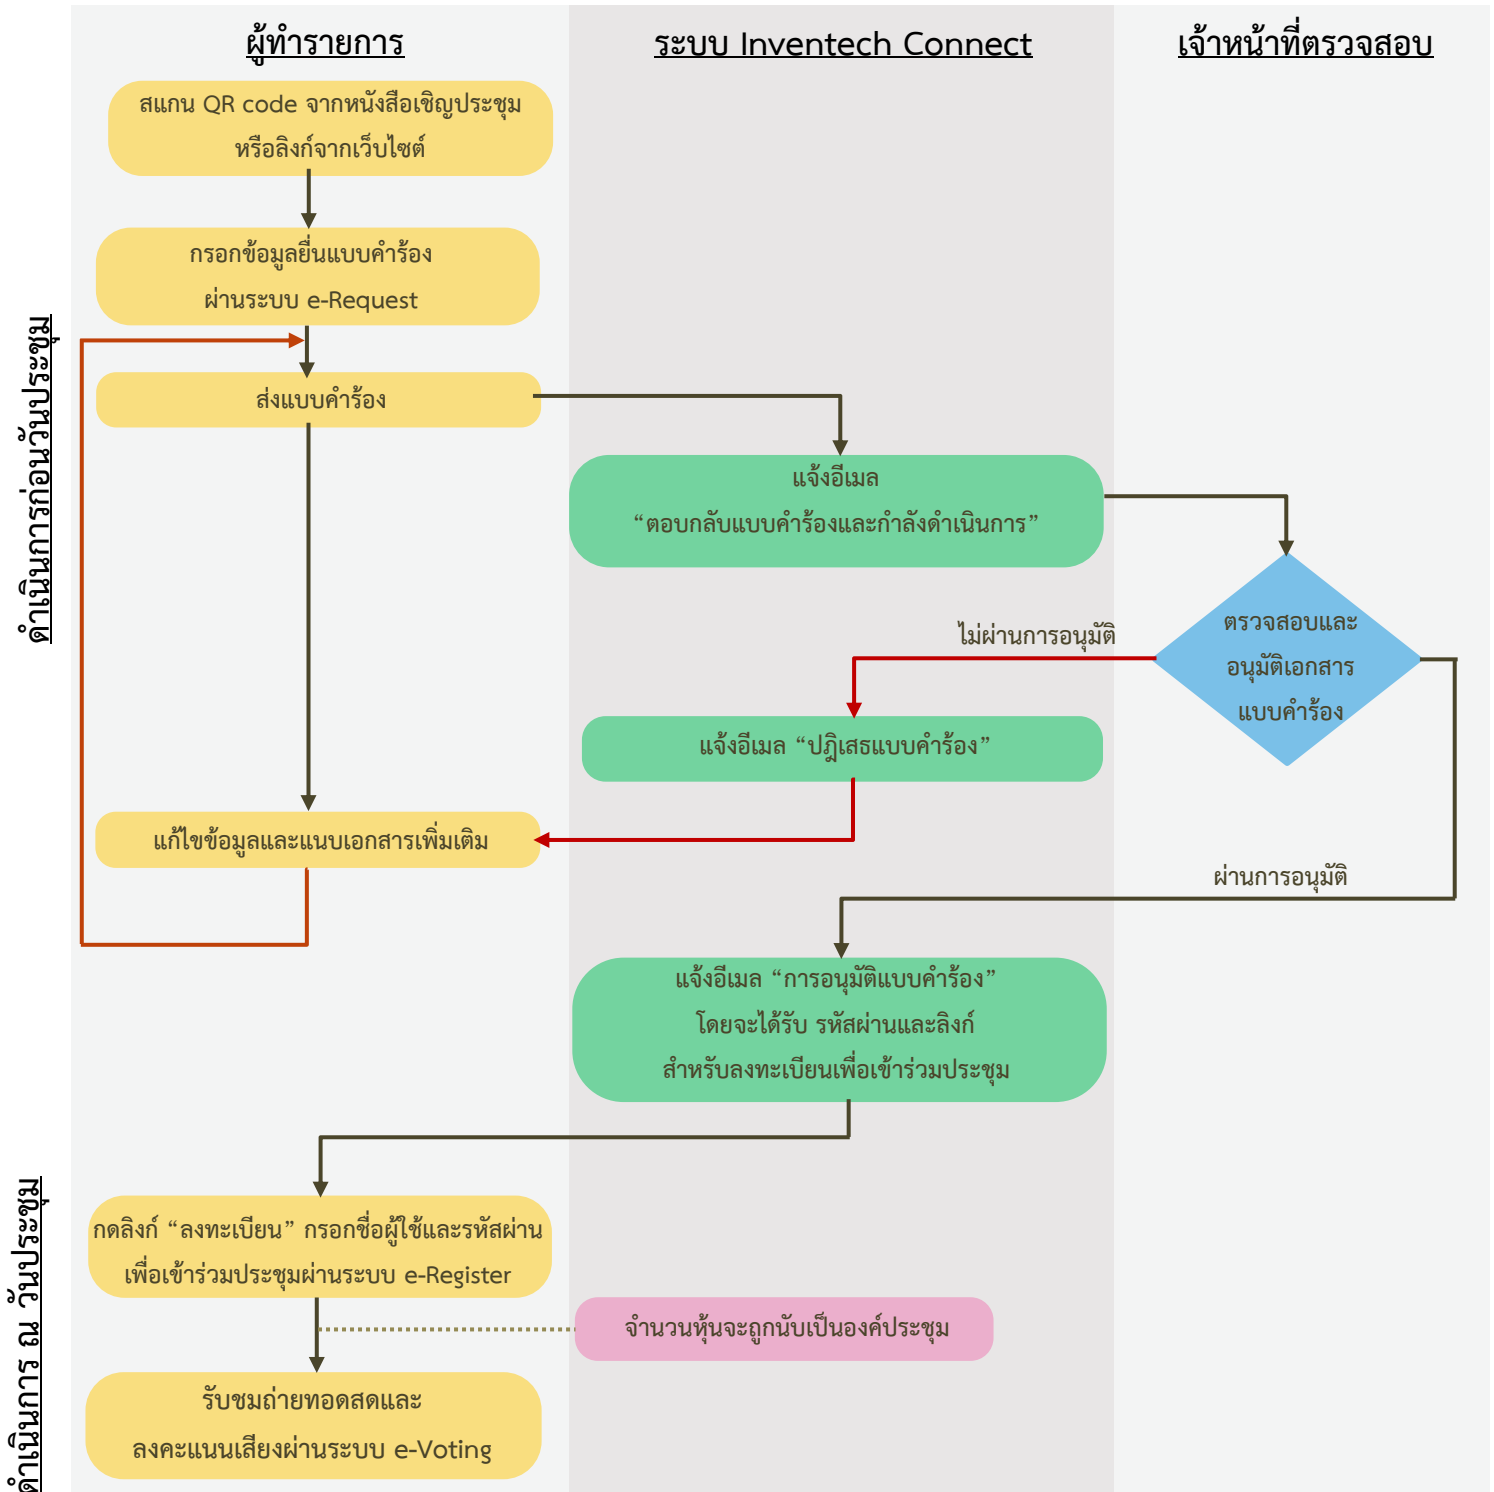 ผู้ทำรายการ
ระบบ Inventech Connect
เจ้าหน้าที่ตรวจสอบ
ดำเนินการก่อนวันประชุม
สแกน QR code จากหนังสือเชิญประชุม
หรือลิงก์จากเว็บไซต์
กรอกข้อมูลยื่นแบบคำร้อง
ผ่านระบบ e-Request
ส่งแบบคำร้อง
แจ้งอีเมล
“ตอบกลับแบบคำร้องและกำลังดำเนินการ”
ตรวจสอบและ
อนุมัติเอกสาร
แบบคำร้อง
ไม่ผ่านการอนุมัติ
แจ้งอีเมล “ปฎิเสธแบบคำร้อง”
แก้ไขข้อมูลและแนบเอกสารเพิ่มเติม
ผ่านการอนุมัติ
แจ้งอีเมล “การอนุมัติแบบคำร้อง”
โดยจะได้รับ รหัสผ่านและลิงก์
สำหรับลงทะเบียนเพื่อเข้าร่วมประชุม
ดำเนินการ ณ วันประชุม
กดลิงก์ “ลงทะเบียน” กรอกชื่อผู้ใช้และรหัสผ่าน
เพื่อเข้าร่วมประชุมผ่านระบบ e-Register
จำนวนหุ้นจะถูกนับเป็นองค์ประชุม
รับชมถ่ายทอดสดและ
ลงคะแนนเสียงผ่านระบบ e-Voting